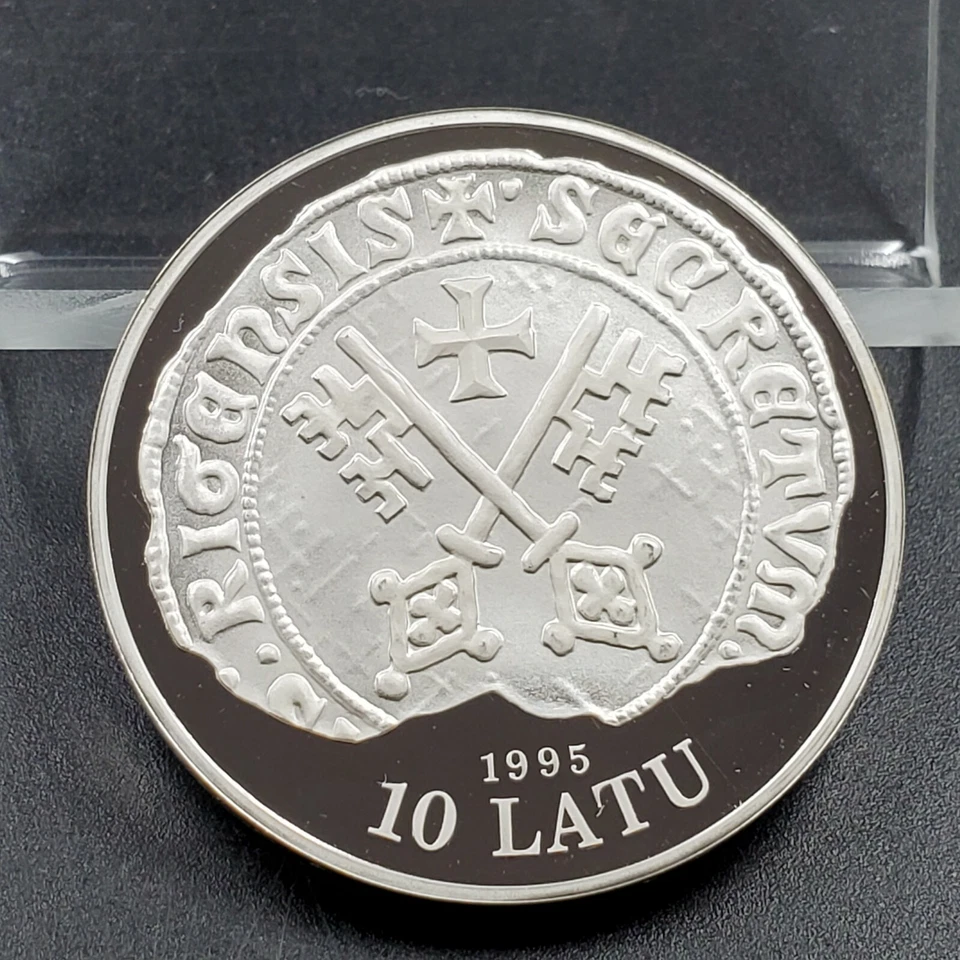 ✠ · SECRETVM
S · RIGENSIS
1995
10 LATU